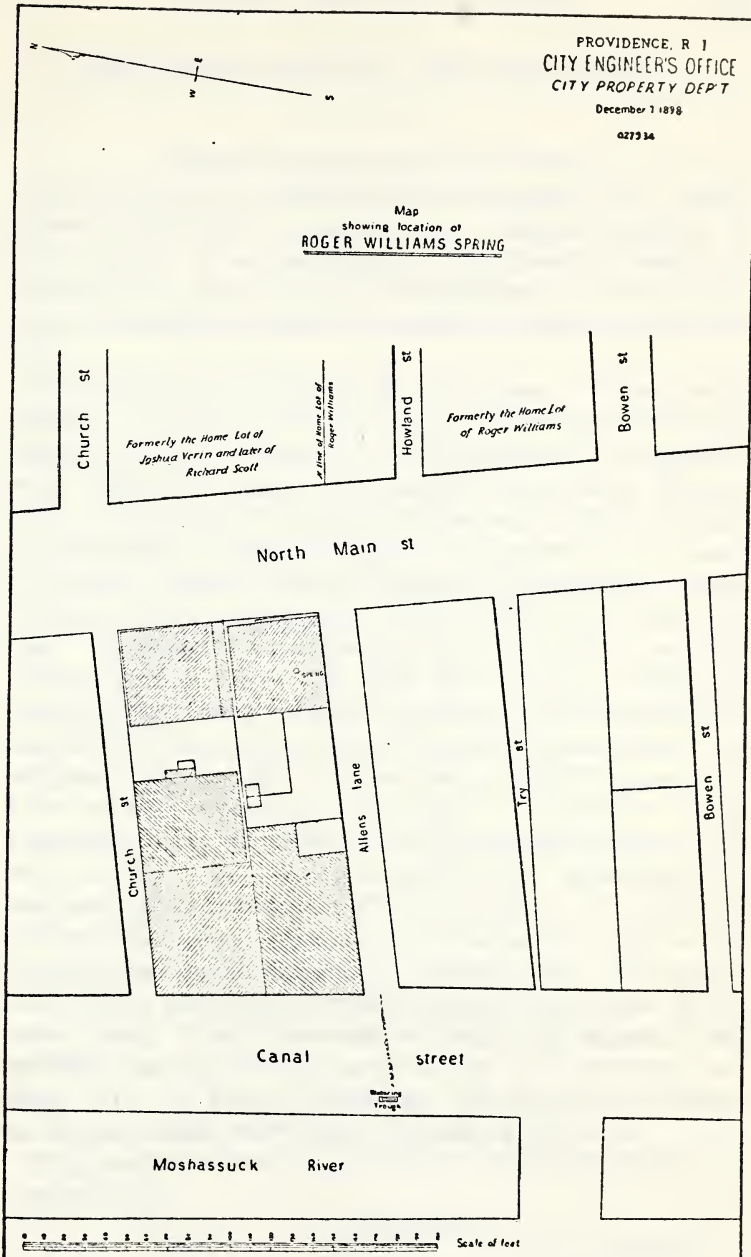 N
E
W
S
PROVIDENCE, R I
CITY ENGINEER'S OFFICE
CITY PROPERTY DEP'T
December 7 1898
027934
Map
showing location of
ROGER WILLIAMS SPRING
Church st
Formerly the Home Lot of
Joshua Verin and later of
Richard Scott
N line of Home Lot of
Roger Williams
Howland st
Formerly the Home Lot
of Roger Williams
Bowen st
North Main st
SPRING
Church st
Allens lane
Try st
Bowen st
Canal street
Watering
Trough
Moshassuck River
Scale of feet